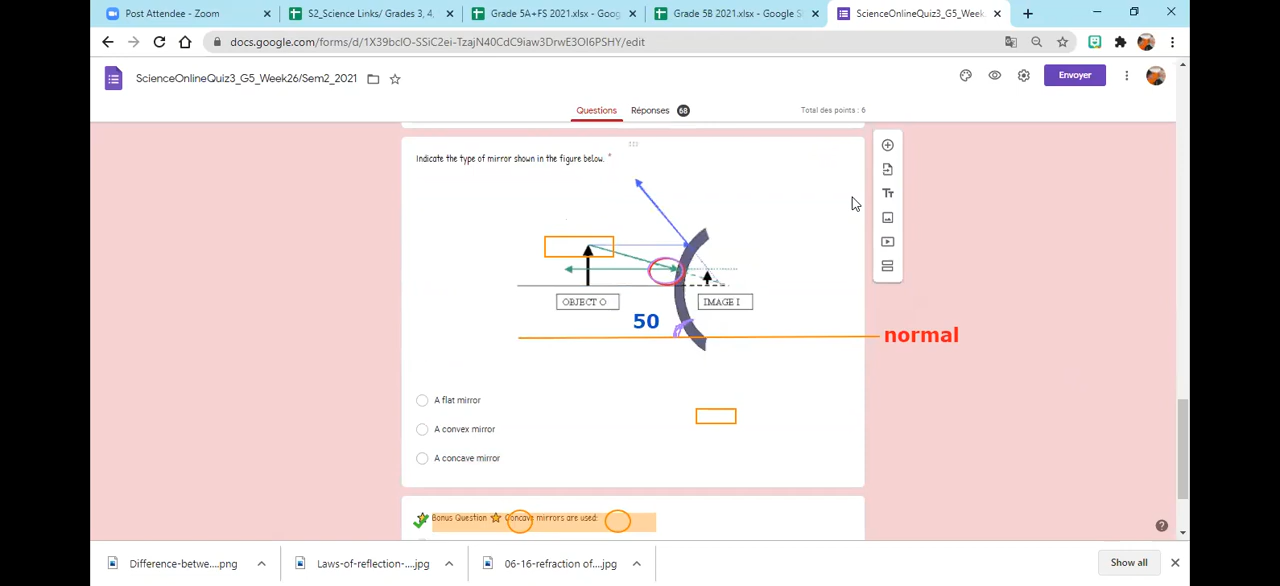 Post Attendee - Zoom
S2_Science Links/ Grades 3, 4,
Grade 5A+FS 2021.xlsx - Goog
Grade 5B 2021.xlsx - Google S
ScienceOnlineQuiz3_G5_Week
docs.google.com/forms/d/1X39bclO-SSiC2ei-TzajN40CdC9iaw3DrwE3OI6PSHY/edit
ScienceOnlineQuiz3_G5_Week26/Sem2_2021
Envoyer
Questions
Réponses 68
Total des points : 6
Indicate the type of mirror shown in the figure below. *
OBJECT O
IMAGE I
50
normal
A flat mirror
A convex mirror
A concave mirror
Bonus Question Concave mirrors are used:
Difference-betwe....png
Laws-of-reflection-....jpg
06-16-refraction of....jpg
Show all